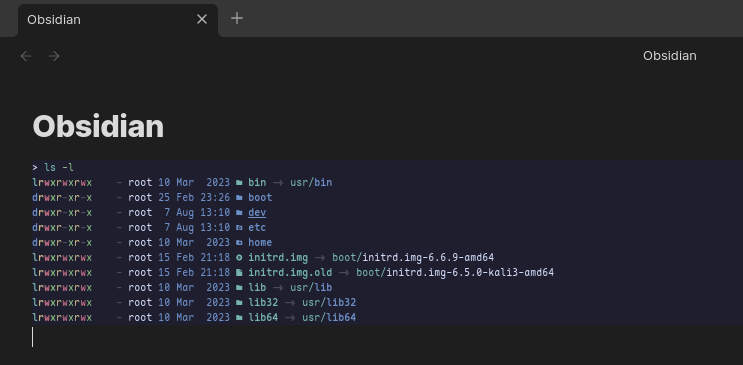 Obsidian
Obsidian
Obsidian
> ls -l
lrwxrwxrwx - root 10 Mar 2023 bin → usr/bin
drwxr-xr-x - root 25 Feb 23:26 boot
drwxr-xr-x - root 7 Aug 13:10 dev
drwxr-xr-x - root 7 Aug 13:10 etc
drwxr-xr-x - root 10 Mar 2023 home
lrwxrwxrwx - root 15 Feb 21:18 initrd.img → boot/initrd.img-6.6.9-amd64
lrwxrwxrwx - root 15 Feb 21:18 initrd.img.old → boot/initrd.img-6.5.0-kali3-amd64
lrwxrwxrwx - root 10 Mar 2023 lib → usr/lib
lrwxrwxrwx - root 10 Mar 2023 lib32 → usr/lib32
lrwxrwxrwx - root 10 Mar 2023 lib64 → usr/lib64